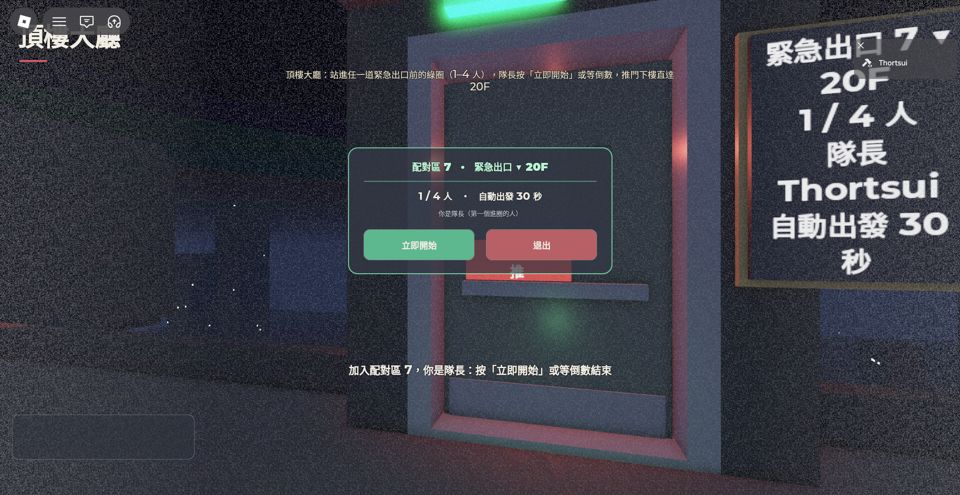 頂樓大廳
頂樓大廳：站進任一道緊急出口前的綠圈（1–4 人），隊長按「立即開始」或等倒數，推門下樓直達
20F
配對區 7 • 緊急出口 ▼ 20F
1 / 4 人 • 自動出發 30 秒
你是隊長（第一個進圈的人）
立即開始
退出
推
加入配對區 7，你是隊長：按「立即開始」或等倒數結束
緊急出口 7 ▼
20F
1 / 4 人
隊長
Thortsui
自動出發 30
秒
Thortsui